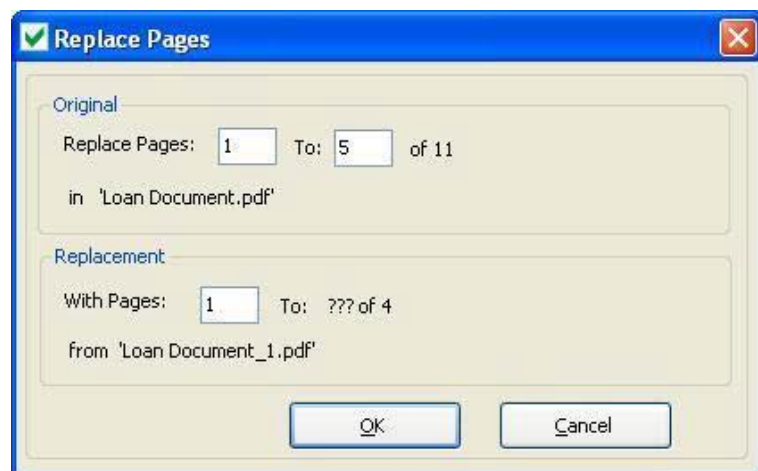 Replace Pages
Original
Replace Pages: 1 To: 5 of 11
in 'Loan Document.pdf'
Replacement
With Pages: 1 To: ??? of 4
from 'Loan Document_1.pdf'
OK Cancel